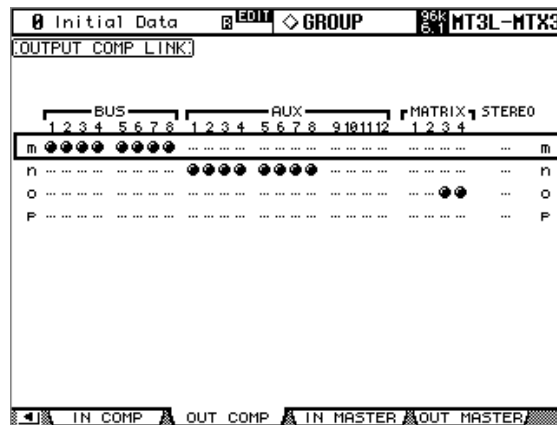 0 Initial Data R EDIT ◇ GROUP 96k 6.1 MT3L-MTX3
OUTPUT COMP LINK
BUS AUX MATRIX STEREO
1 2 3 4 5 6 7 8 1 2 3 4 5 6 7 8 9 10 11 12 1 2 3 4
m m
n n
o o
P P
IN COMP OUT COMP IN MASTER OUT MASTER